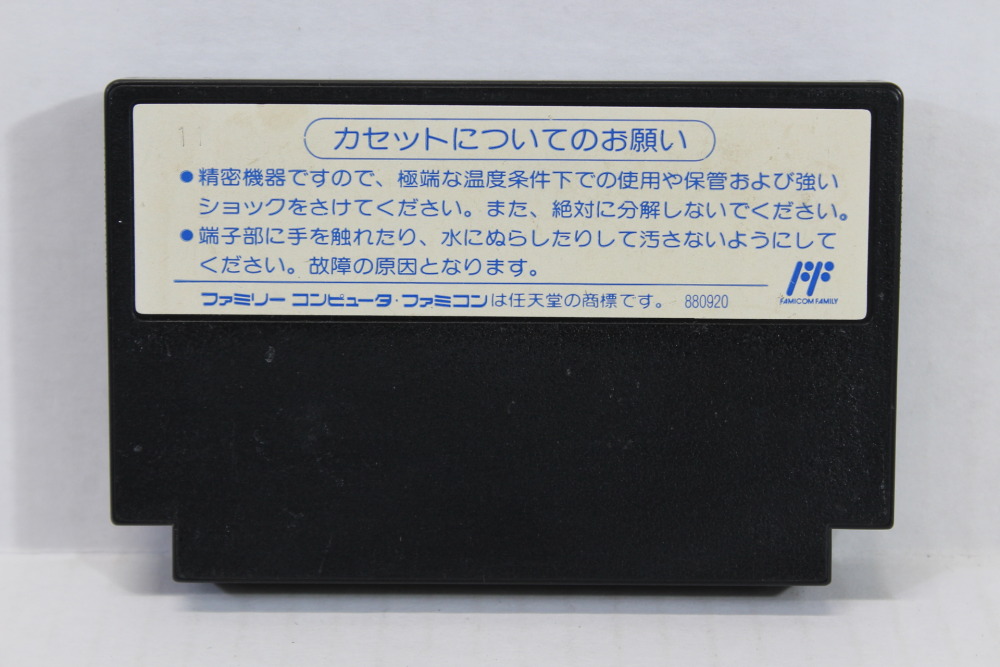 カセットについてのお願い
●精密機器ですので、極端な温度条件下での使用や保管および強い
ショックをさけてください。また、絶対に分解しないでください。
●端子部に手を触れたり、水にぬらしたりして汚さないようにして
ください。故障の原因となります。
ファミリーコンピュータ・ファミコンは任天堂の商標です。 880920
FAMICOM FAMILY